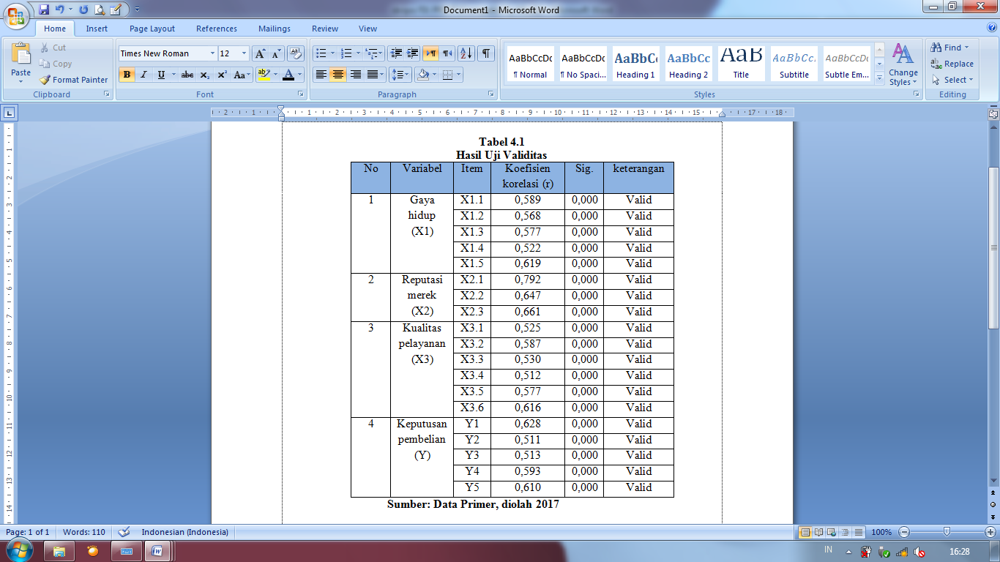 Document1 - Microsoft Word
Home Insert Page Layout References Mailings Review View
Paste
Cut
Copy
Format Painter
Clipboard
Times New Roman 12
Font
Paragraph
AaBbCcDc AaBbCcDc AaBbC AaBbCc AaB AaBbCc. AaBbCcDc
¶ Normal ¶ No Spaci... Heading 1 Heading 2 Title Subtitle Subtle Em...
Change Styles
Styles
Find
Replace
Select
Editing
Tabel 4.1
Hasil Uji Validitas
No Variabel Item Koefisien korelasi (r) Sig. keterangan
1 Gaya hidup (X1) X1.1 0,589 0,000 Valid
X1.2 0,568 0,000 Valid
X1.3 0,577 0,000 Valid
X1.4 0,522 0,000 Valid
X1.5 0,619 0,000 Valid
2 Reputasi merek (X2) X2.1 0,792 0,000 Valid
X2.2 0,647 0,000 Valid
X2.3 0,661 0,000 Valid
3 Kualitas pelayanan (X3) X3.1 0,525 0,000 Valid
X3.2 0,587 0,000 Valid
X3.3 0,530 0,000 Valid
X3.4 0,512 0,000 Valid
X3.5 0,577 0,000 Valid
X3.6 0,616 0,000 Valid
4 Keputusan pembelian (Y) Y1 0,628 0,000 Valid
Y2 0,511 0,000 Valid
Y3 0,513 0,000 Valid
Y4 0,593 0,000 Valid
Y5 0,610 0,000 Valid
Sumber: Data Primer, diolah 2017
Page: 1 of 1 Words: 110 Indonesian (Indonesia) 100%
IN 16:28